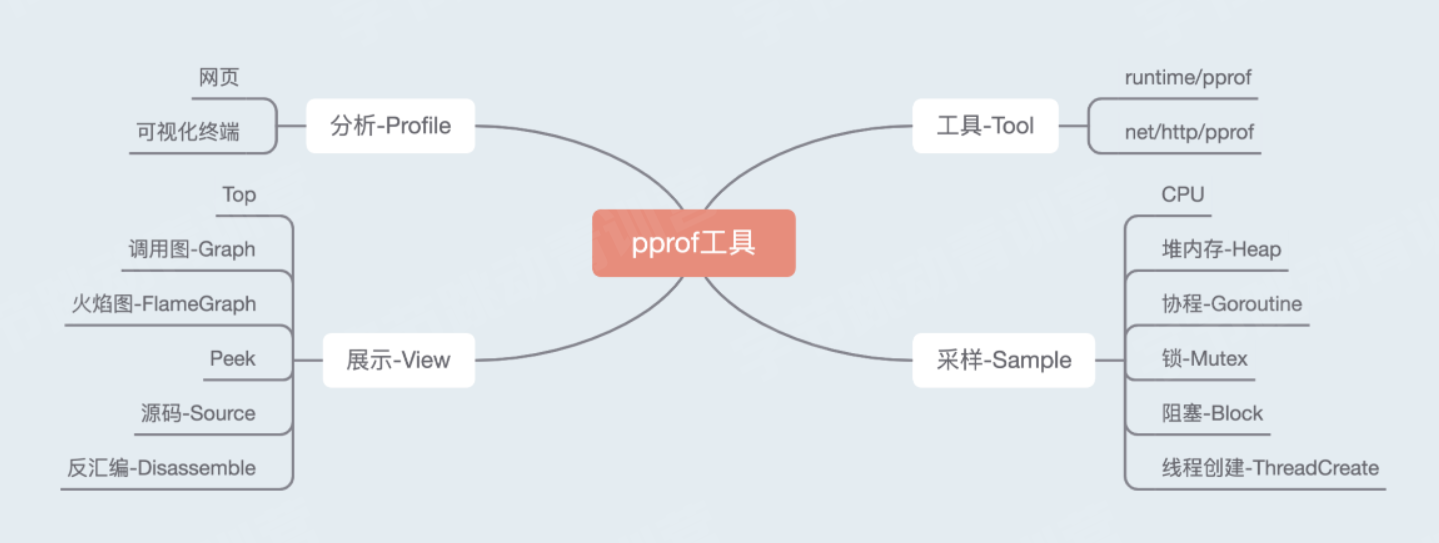 pprof工具
分析-Profile
网页
可视化终端
展示-View
Top
调用图-Graph
火焰图-FlameGraph
Peek
源码-Source
反汇编-Disassemble
工具-Tool
runtime/pprof
net/http/pprof
采样-Sample
CPU
堆内存-Heap
协程-Goroutine
锁-Mutex
阻塞-Block
线程创建-ThreadCreate